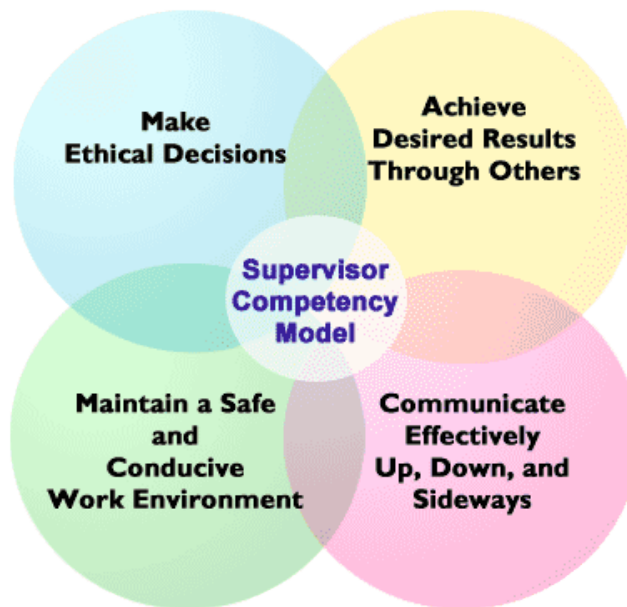 Make
Ethical Decisions
Achieve
Desired Results
Through Others
Supervisor
Competency
Model
Maintain a Safe
and
Conducive
Work Environment
Communicate
Effectively
Up, Down, and
Sideways